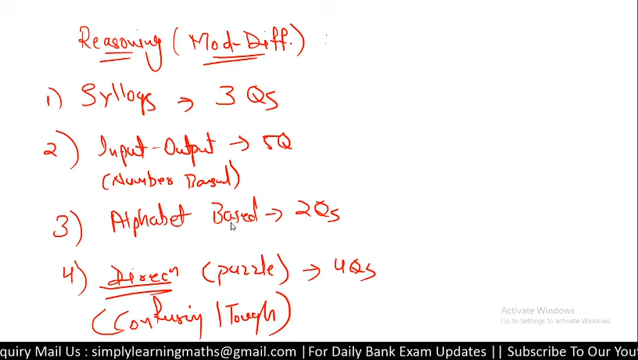 Reasoning (Mod-Diff.) :
1) Syllogs → 3 Qs
2) Input-Output → 5Q
(Number Based)
3) Alphabet Based → 2Qs
4) Direcⁿ (puzzle) → 4Qs
(Confusing / Tough)
Activate Windows
Go to Settings to activate Windows.
quiry Mail Us : simplylearningmaths@gmail.com | For Daily Bank Exam Updates || Subscribe To Our You